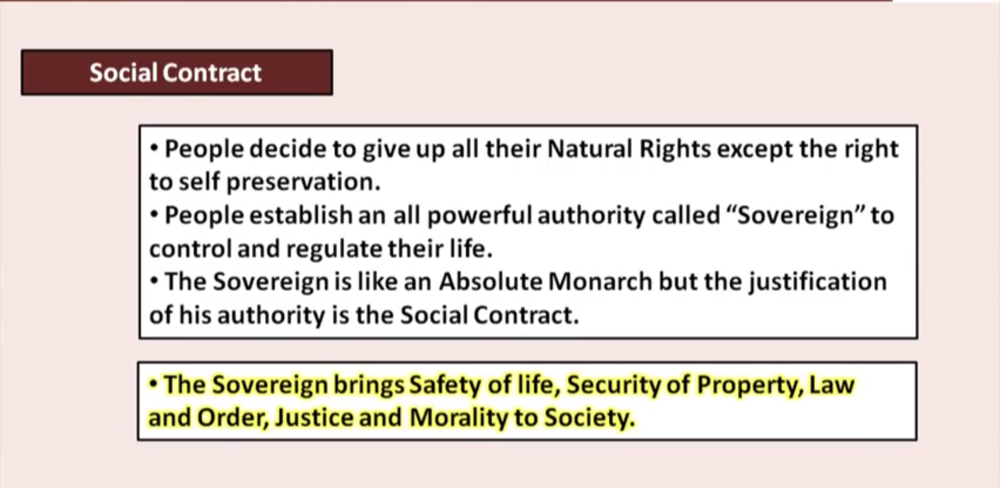 Social Contract
• People decide to give up all their Natural Rights except the right
to self preservation.
• People establish an all powerful authority called “Sovereign” to
control and regulate their life.
• The Sovereign is like an Absolute Monarch but the justification
of his authority is the Social Contract.
• The Sovereign brings Safety of life, Security of Property, Law
and Order, Justice and Morality to Society.